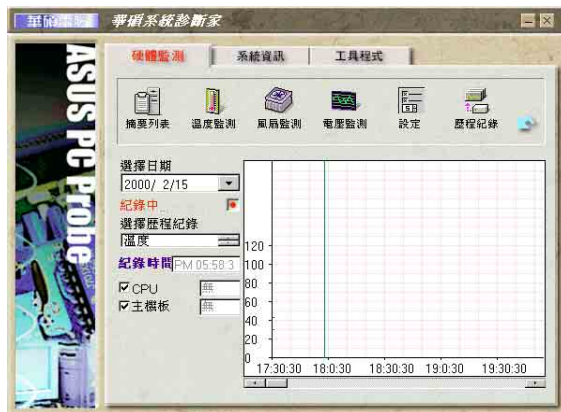 華碩系統診斷家
ASUS PC Probe
硬體監測 系統資訊 工具程式
摘要列表 溫度監測 風扇監測 電壓監測 設定 歷程紀錄
選擇日期
2000/ 2/15
紀錄中...
選擇歷程紀錄
溫度
紀錄時間 PM 05:58:3
CPU 無
主機板 無
120
100
80
60
40
20
0
17:30:30 18:0:30 18:30:30 19:0:30 19:30:30